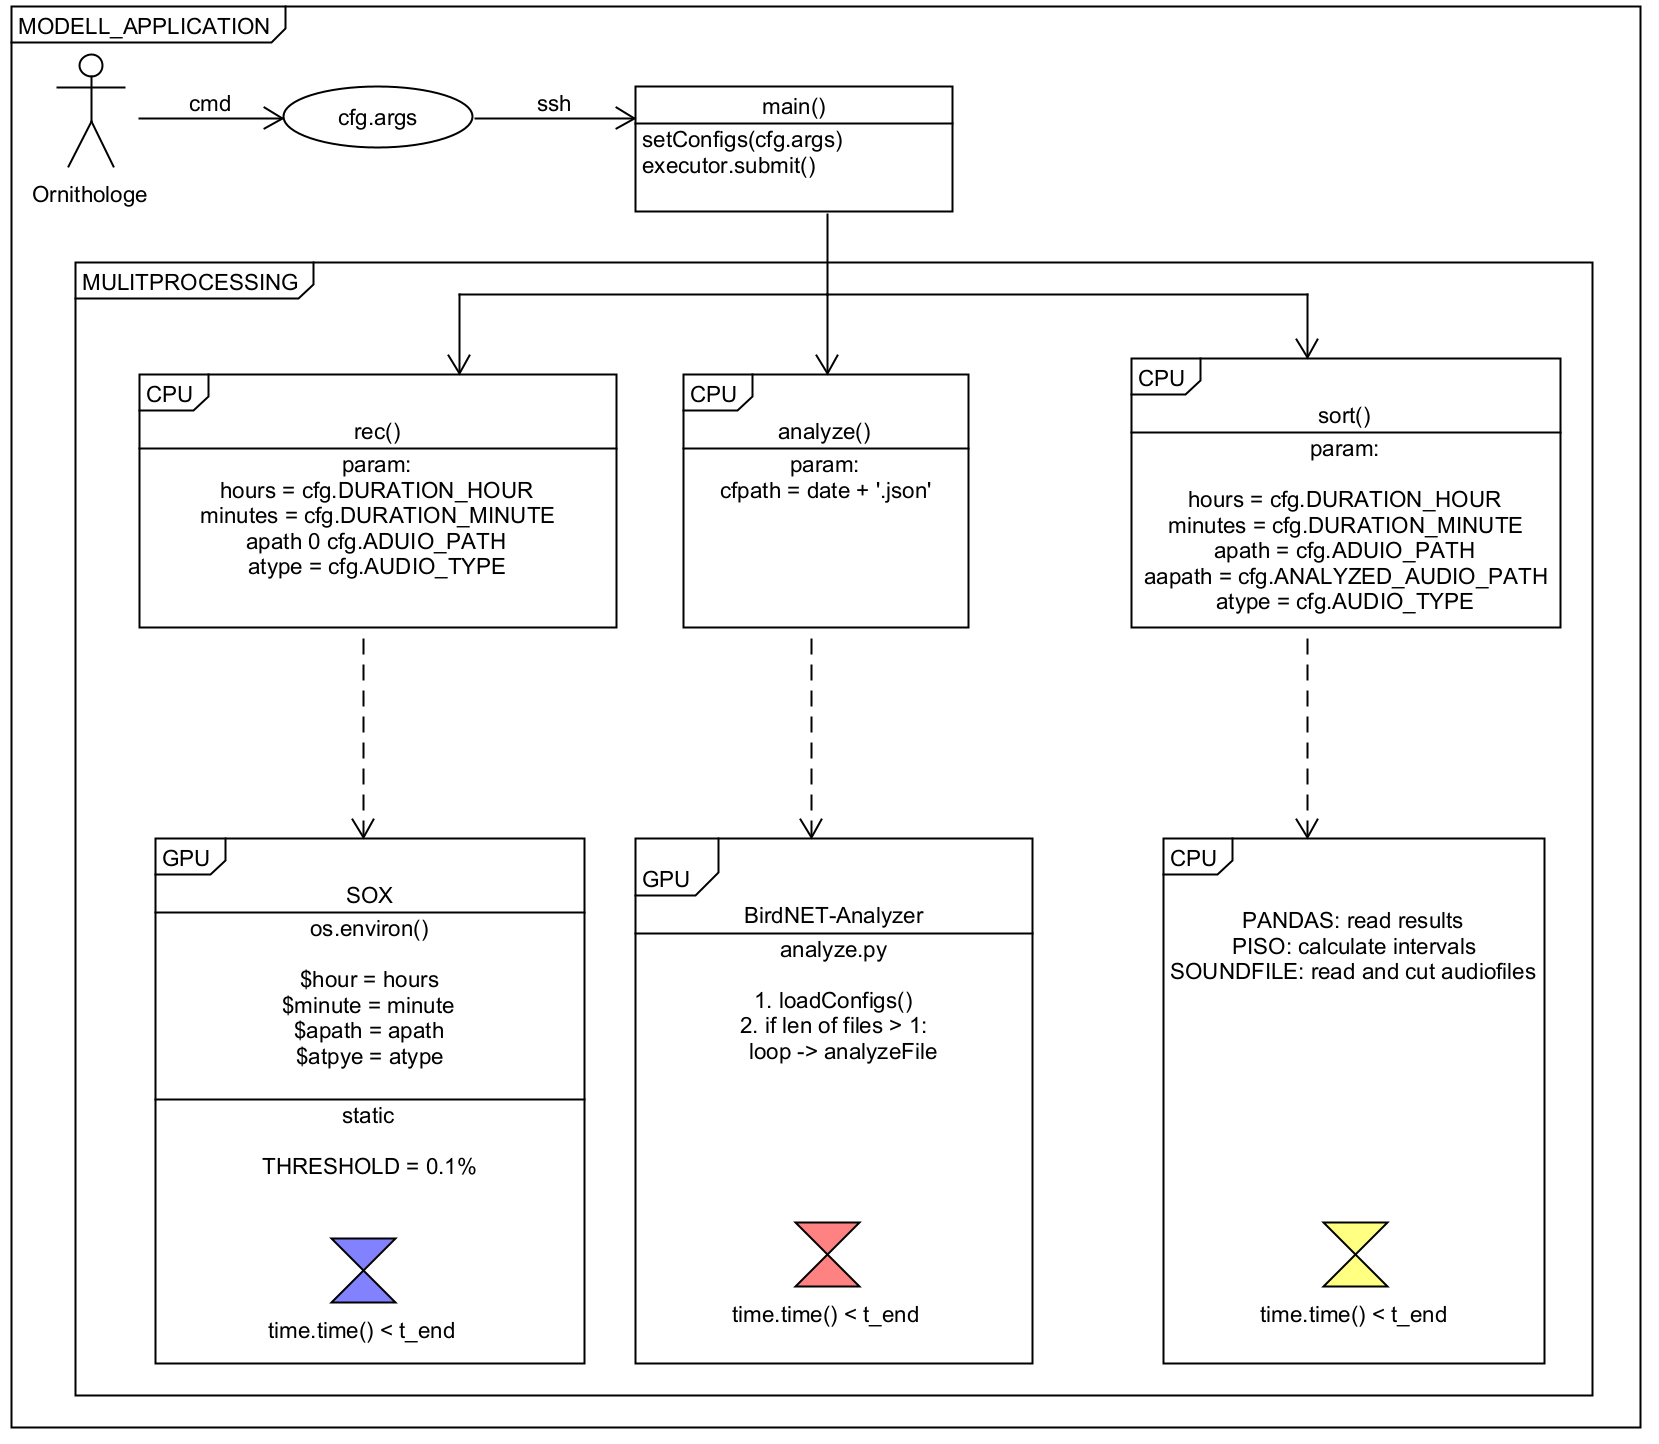 MODELL_APPLICATION
cmd
cfg.args
ssh
main()
setConfigs(cfg.args)
executor.submit()
Ornithologe
MULITPROCESSING
CPU
rec()
param:
hours = cfg.DURATION_HOUR
minutes = cfg.DURATION_MINUTE
apath 0 cfg.ADUIO_PATH
atype = cfg.AUDIO_TYPE
CPU
analyze()
param:
cfpath = date + '.json'
CPU
sort()
param:
hours = cfg.DURATION_HOUR
minutes = cfg.DURATION_MINUTE
apath = cfg.ADUIO_PATH
aapath = cfg.ANALYZED_AUDIO_PATH
atype = cfg.AUDIO_TYPE
GPU
SOX
os.environ()
$hour = hours
$minute = minute
$apath = apath
$atpye = atype
static
THRESHOLD = 0.1%
time.time() < t_end
GPU
BirdNET-Analyzer
analyze.py
1. loadConfigs()
2. if len of files > 1:
loop -> analyzeFile
time.time() < t_end
CPU
PANDAS: read results
PISO: calculate intervals
SOUNDFILE: read and cut audiofiles
time.time() < t_end